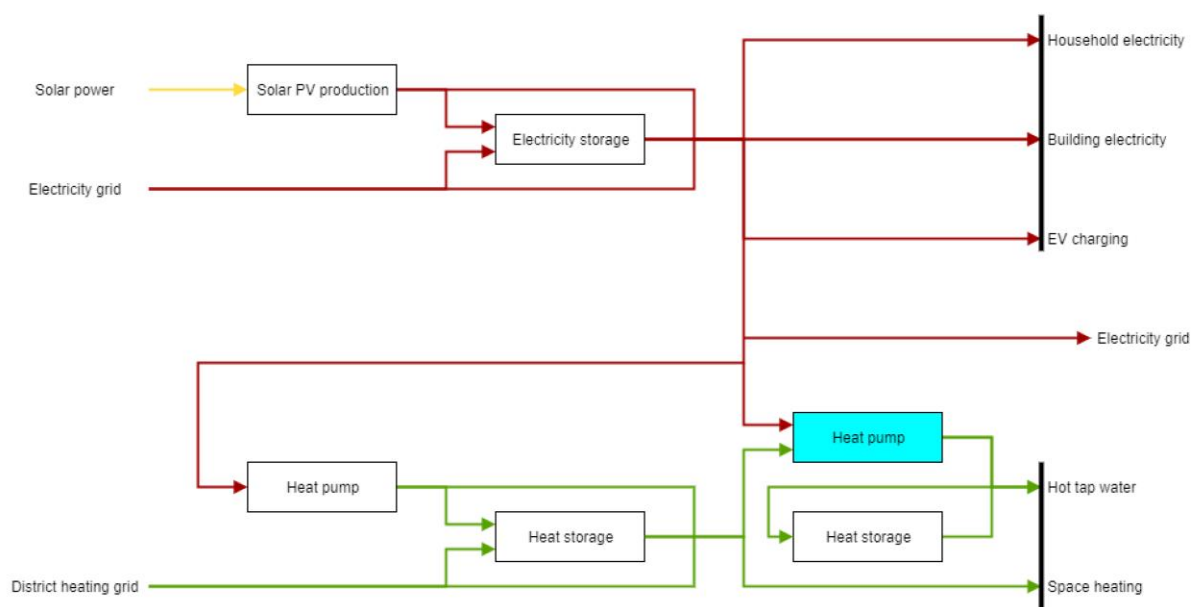 Household electricity
Solar power
Solar PV production
Electricity storage
Building electricity
Electricity grid
EV charging
Electricity grid
Heat pump
Heat pump
Hot tap water
Heat storage
Heat storage
District heating grid
Space heating